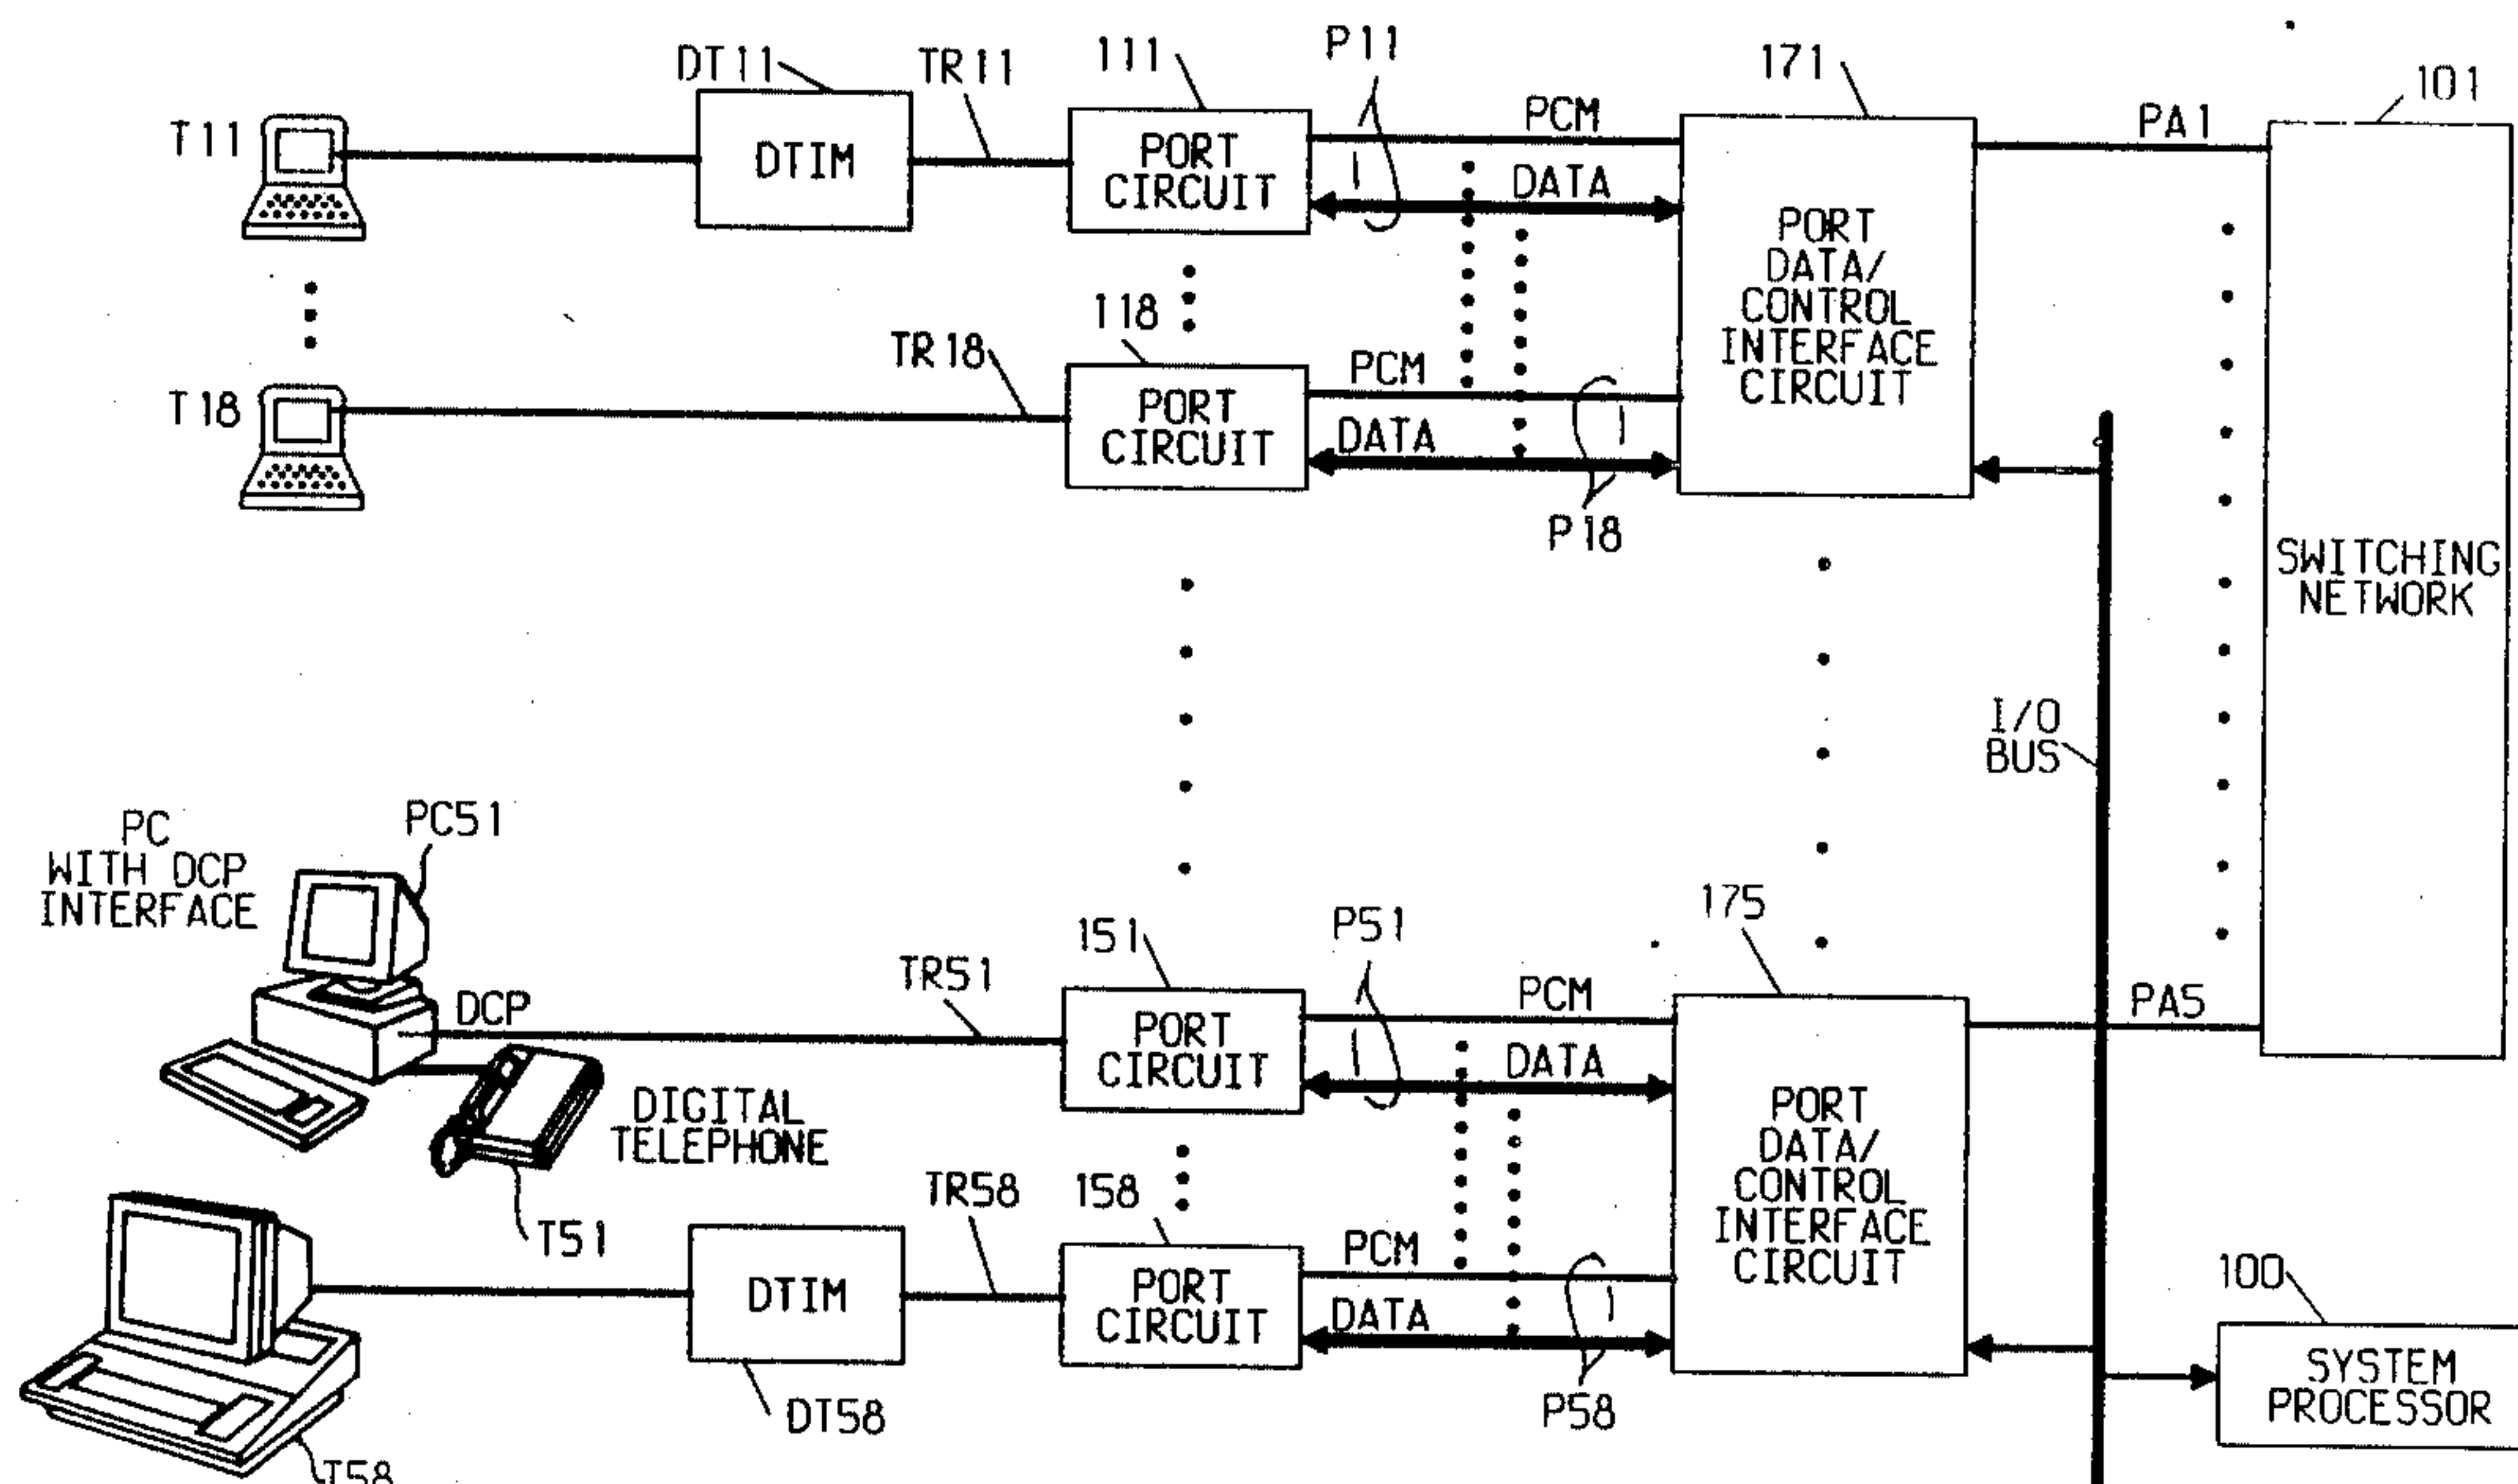 DT11
TR11
111
P11
171
101
T11
DTIM
PORT
CIRCUIT
PCM
DATA
PORT
DATA/
CONTROL
INTERFACE
CIRCUIT
PA1
118
TR18
T18
PORT
CIRCUIT
PCM
DATA
P18
SWITCHING
NETWORK
I/O
BUS
PC
WITH DCP
INTERFACE
PC51
DCP
TR51
151
P51
175
PORT
CIRCUIT
PCM
DATA
PORT
DATA/
CONTROL
INTERFACE
CIRCUIT
PA5
DIGITAL
TELEPHONE
T51
TR58
158
DTIM
PORT
CIRCUIT
PCM
DATA
P58
DT58
T58
100
SYSTEM
PROCESSOR